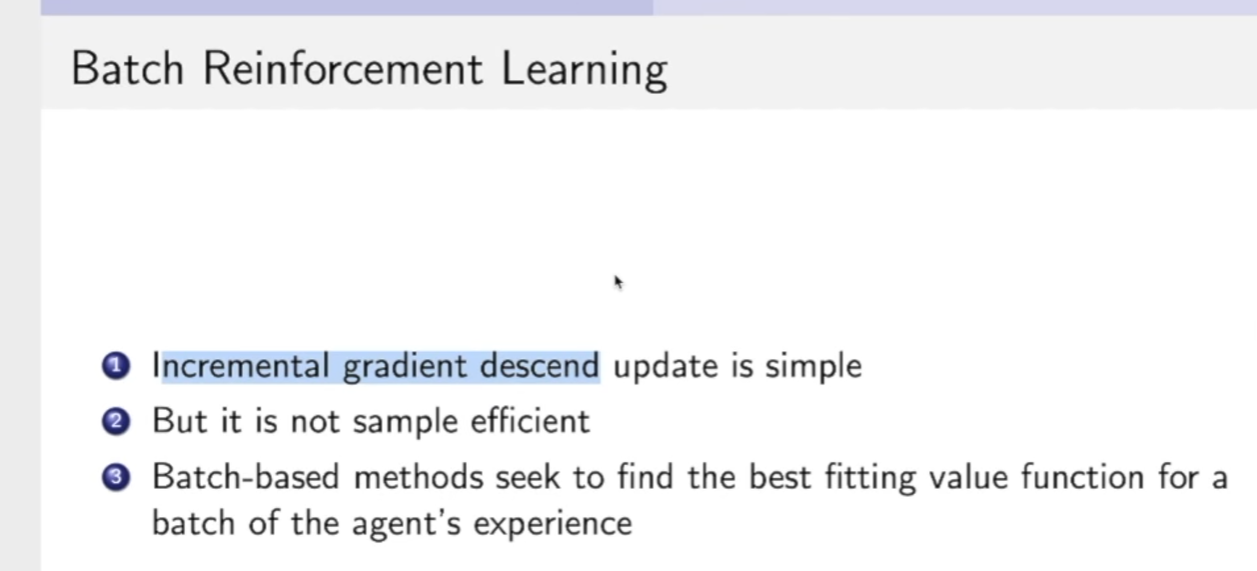 Batch Reinforcement Learning
1 Incremental gradient descend update is simple
2 But it is not sample efficient
3 Batch-based methods seek to find the best fitting value function for a
batch of the agent's experience